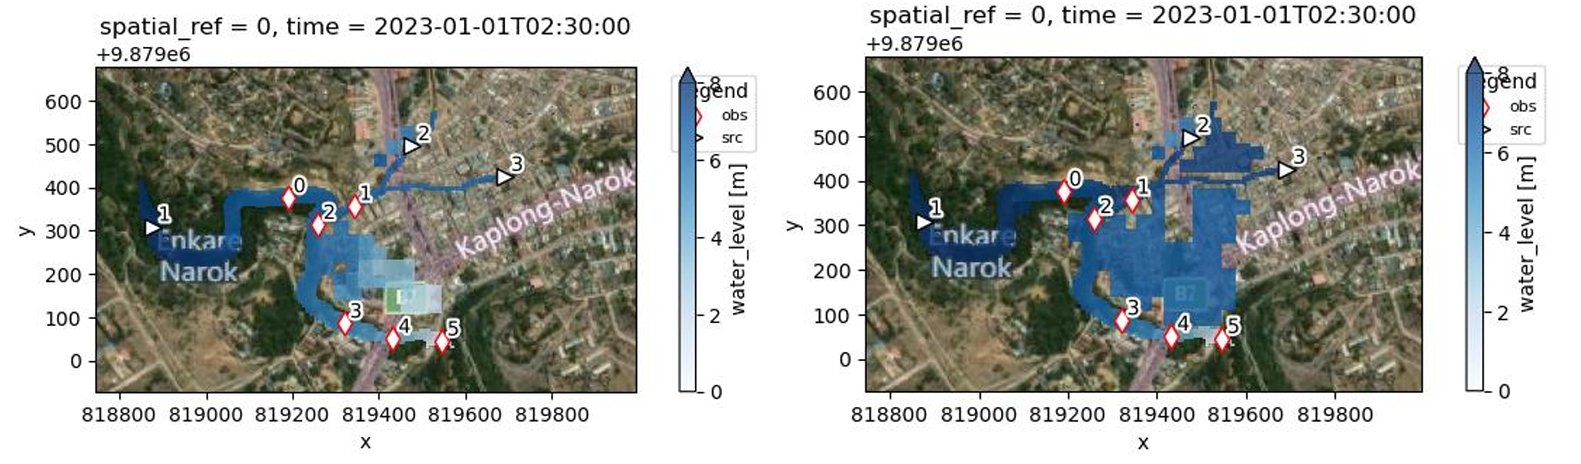 spatial_ref = 0, time = 2023-01-01T02:30:00
+9.879e6
600
500
400
300
200
100
0
y
818800 819000 819200 819400 819600 819800
x
1
0
2
1
2
3
3
4
5
Enkare
Narok
Kaplong-Narok
B7
8
6
4
2
0
water_level [m]
egend
obs
src
spatial_ref = 0, time = 2023-01-01T02:30:00
+9.879e6
600
500
400
300
200
100
0
y
818800 819000 819200 819400 819600 819800
x
1
0
2
1
2
3
3
4
5
Enkare
Narok
Kaplong-Narok
B7
8
6
4
2
0
water_level [m]
egend
obs
src